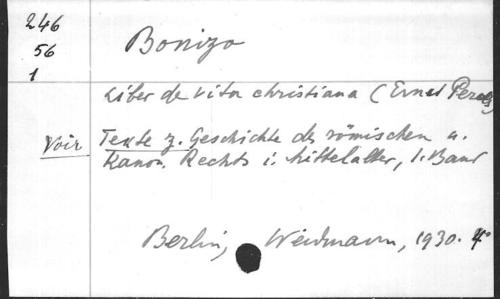 246
56
1
Bonizo
Liber de vita christiana (Ernst Perels)
Voir Texte z. Geschichte des römischen u.
Kanon. Rechts i. Mittelalter, 1. Band
Berlin, Weidmann, 1930. 4°